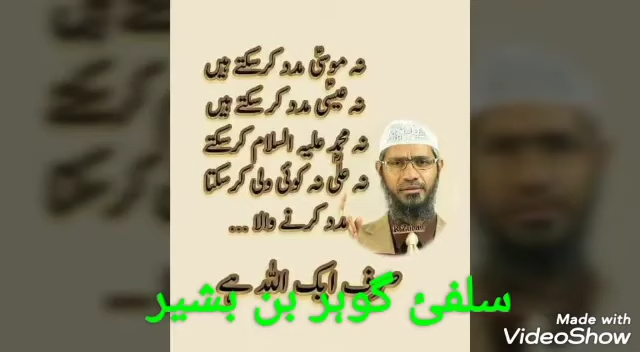 نہ موسیٰؑ مدد کرسکتے ہیں
نہ عیسیٰؑ مدد کرسکتے ہیں
نہ محمد علیہ السلام کرسکتے
نہ علیؓ نہ کوئی ولی کرسکتا
مدد کرنے والا ...
صرف ایک اللہ ہے
سلفئ گوہر بن بشیر
Made with
VideoShow